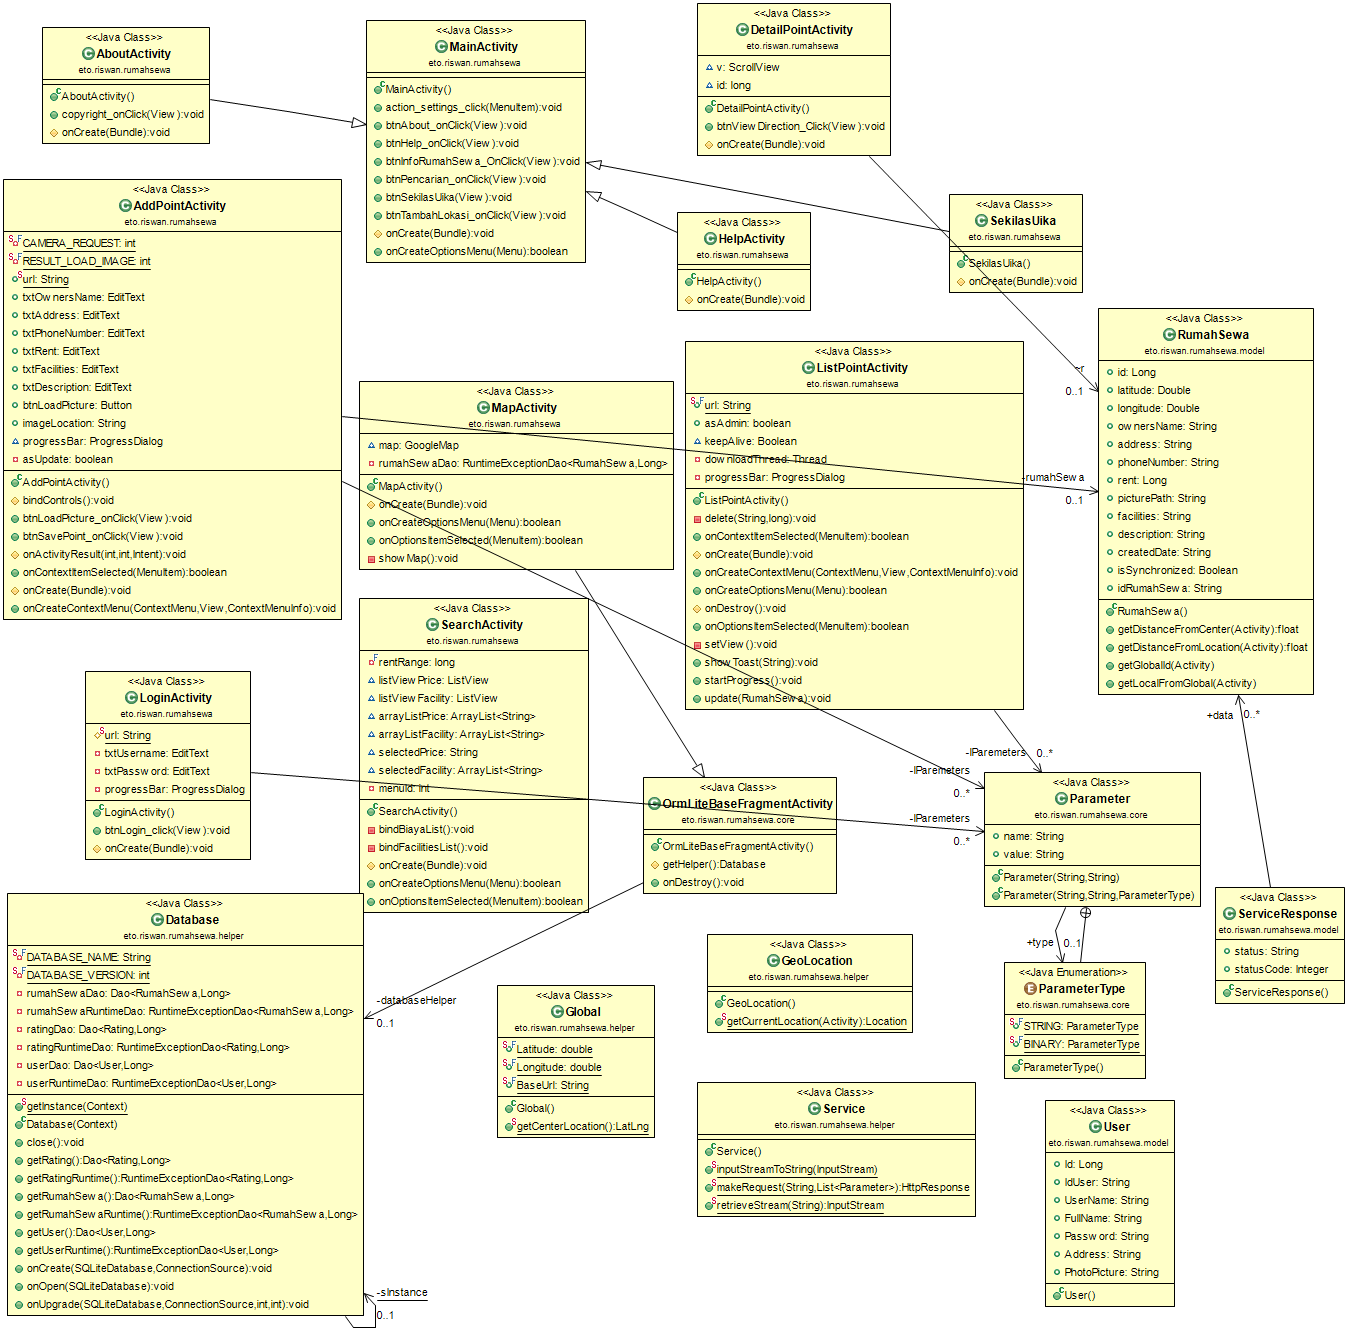 <<Java Class>>
AboutActivity
eto.riswan.rumahsewa
AboutActivity()
copyright_onClick(View):void
onCreate(Bundle):void
<<Java Class>>
MainActivity
eto.riswan.rumahsewa
MainActivity()
action_settings_click(MenuItem):void
btnAbout_onClick(View):void
btnHelp_onClick(View):void
btnInfoRumahSewa_OnClick(View):void
btnPencarian_onClick(View):void
btnSekilasUika(View):void
btnTambahLokasi_onClick(View):void
onCreate(Bundle):void
onCreateOptionsMenu(Menu):boolean
<<Java Class>>
DetailPointActivity
eto.riswan.rumahsewa
v: ScrollView
id: long
DetailPointActivity()
btnViewDirection_Click(View):void
onCreate(Bundle):void
<<Java Class>>
AddPointActivity
eto.riswan.rumahsewa
CAMERA_REQUEST: int
RESULT_LOAD_IMAGE: int
url: String
txtOwnersName: EditText
txtAddress: EditText
txtPhoneNumber: EditText
txtRent: EditText
txtFacilities: EditText
txtDescription: EditText
btnLoadPicture: Button
imageLocation: String
progressBar: ProgressDialog
asUpdate: boolean
AddPointActivity()
bindControls():void
btnLoadPicture_onClick(View):void
btnSavePoint_onClick(View):void
onActivityResult(int,int,Intent):void
onContextItemSelected(MenuItem):boolean
onCreate(Bundle):void
onCreateContextMenu(ContextMenu,View,ContextMenuInfo):void
<<Java Class>>
HelpActivity
eto.riswan.rumahsewa
HelpActivity()
onCreate(Bundle):void
<<Java Class>>
SekilasUika
eto.riswan.rumahsewa
SekilasUika()
onCreate(Bundle):void
<<Java Class>>
RumahSewa
eto.riswan.rumahsewa.model
id: Long
latitude: Double
longitude: Double
ownersName: String
address: String
phoneNumber: String
rent: Long
picturePath: String
facilities: String
description: String
createdDate: String
isSynchronized: Boolean
idRumahSewa: String
RumahSewa()
getDistanceFromCenter(Activity):float
getDistanceFromLocation(Activity):float
getGlobalId(Activity)
getLocalFromGlobal(Activity)
~r
0..1
-rumahSewa
0..1
<<Java Class>>
MapActivity
eto.riswan.rumahsewa
map: GoogleMap
rumahSewaDao: RuntimeExceptionDao<RumahSewa,Long>
MapActivity()
onCreate(Bundle):void
onCreateOptionsMenu(Menu):boolean
onOptionsItemSelected(MenuItem):boolean
showMap():void
<<Java Class>>
ListPointActivity
eto.riswan.rumahsewa
url: String
asAdmin: boolean
keepAlive: Boolean
downloadThread: Thread
progressBar: ProgressDialog
ListPointActivity()
delete(String,long):void
onContextItemSelected(MenuItem):boolean
onCreate(Bundle):void
onCreateContextMenu(ContextMenu,View,ContextMenuInfo):void
onCreateOptionsMenu(Menu):boolean
onDestroy():void
onOptionsItemSelected(MenuItem):boolean
setView():void
showToast(String):void
startProgress():void
update(RumahSewa):void
<<Java Class>>
SearchActivity
eto.riswan.rumahsewa
rentRange: long
listViewPrice: ListView
listViewFacility: ListView
arrayListPrice: ArrayList<String>
arrayListFacility: ArrayList<String>
selectedPrice: String
selectedFacility: ArrayList<String>
menuId: int
SearchActivity()
bindBiayaList():void
bindFacilitiesList():void
onCreate(Bundle):void
onCreateOptionsMenu(Menu):boolean
onOptionsItemSelected(MenuItem):boolean
<<Java Class>>
LoginActivity
eto.riswan.rumahsewa
url: String
txtUsername: EditText
txtPassword: EditText
progressBar: ProgressDialog
LoginActivity()
btnLogin_click(View):void
onCreate(Bundle):void
+data
0..*
-lParemeters
0..*
-lParemeters
0..*
-lParemeters
0..*
<<Java Class>>
OrmLiteBaseFragmentActivity
eto.riswan.rumahsewa.core
OrmLiteBaseFragmentActivity()
getHelper():Database
onDestroy():void
<<Java Class>>
Parameter
eto.riswan.rumahsewa.core
name: String
value: String
Parameter(String,String)
Parameter(String,String,ParameterType)
<<Java Class>>
ServiceResponse
eto.riswan.rumahsewa.model
status: String
statusCode: Integer
ServiceResponse()
<<Java Class>>
Database
eto.riswan.rumahsewa.helper
DATABASE_NAME: String
DATABASE_VERSION: int
rumahSewaDao: Dao<RumahSewa,Long>
rumahSewaRuntimeDao: RuntimeExceptionDao<RumahSewa,Long>
ratingDao: Dao<Rating,Long>
ratingRuntimeDao: RuntimeExceptionDao<Rating,Long>
userDao: Dao<User,Long>
userRuntimeDao: RuntimeExceptionDao<User,Long>
getInstance(Context)
Database(Context)
close():void
getRating():Dao<Rating,Long>
getRatingRuntime():RuntimeExceptionDao<Rating,Long>
getRumahSewa():Dao<RumahSewa,Long>
getRumahSewaRuntime():RuntimeExceptionDao<RumahSewa,Long>
getUser():Dao<User,Long>
getUserRuntime():RuntimeExceptionDao<User,Long>
onCreate(SQLiteDatabase,ConnectionSource):void
onOpen(SQLiteDatabase):void
onUpgrade(SQLiteDatabase,ConnectionSource,int,int):void
-databaseHelper
0..1
-sInstance
0..1
<<Java Class>>
Global
eto.riswan.rumahsewa.helper
Latitude: double
Longitude: double
BaseUrl: String
Global()
getCenterLocation():LatLng
<<Java Class>>
GeoLocation
eto.riswan.rumahsewa.helper
GeoLocation()
getCurrentLocation(Activity):Location
+type
0..1
<<Java Enumeration>>
ParameterType
eto.riswan.rumahsewa.core
STRING: ParameterType
BINARY: ParameterType
ParameterType()
<<Java Class>>
Service
eto.riswan.rumahsewa.helper
Service()
inputStreamToString(InputStream)
makeRequest(String,List<Parameter>):HttpResponse
retrieveStream(String):InputStream
<<Java Class>>
User
eto.riswan.rumahsewa.model
Id: Long
IdUser: String
UserName: String
FullName: String
Password: String
Address: String
PhotoPicture: String
User()